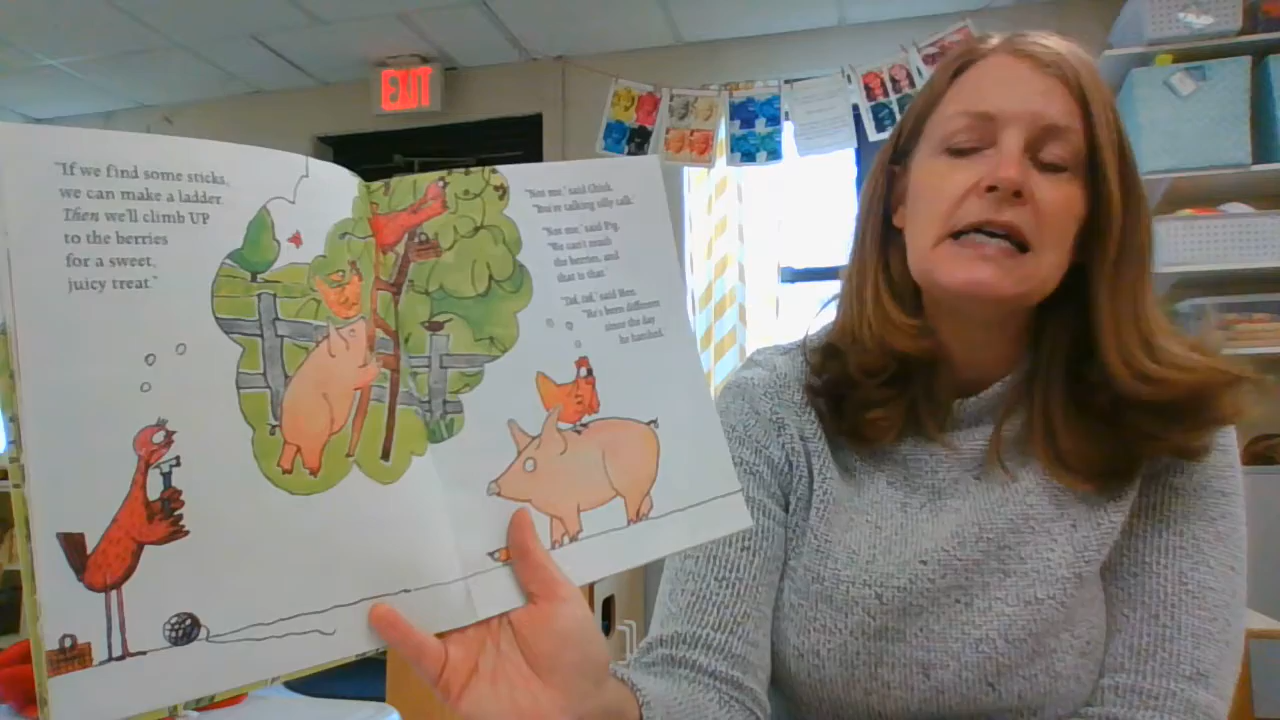 EXIT
"If we find some sticks,
we can make a ladder.
Then we'll climb UP
to the berries
for a sweet,
juicy treat."
"Not me," said Chick.
"You're talking silly talk."
"Not me," said Pig.
"We can't reach
the berries, and
that is that."
"Tsk, tsk," said Hen.
"He's been different
since the day
he hatched.